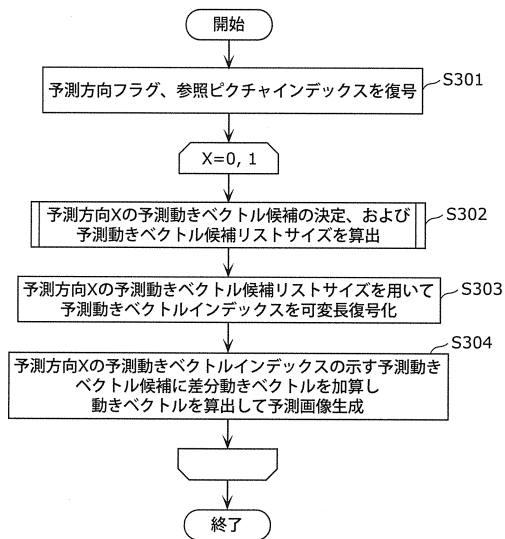 開始
予測方向フラグ、参照ピクチャインデックスを復号
S301
X=0, 1
予測方向Xの予測動きベクトル候補の決定、および
予測動きベクトル候補リストサイズを算出
S302
予測方向Xの予測動きベクトル候補リストサイズを用いて
予測動きベクトルインデックスを可変長復号化
S303
S304
予測方向Xの予測動きベクトルインデックスの示す予測動き
ベクトル候補に差分動きベクトルを加算し
動きベクトルを算出して予測画像生成
終了